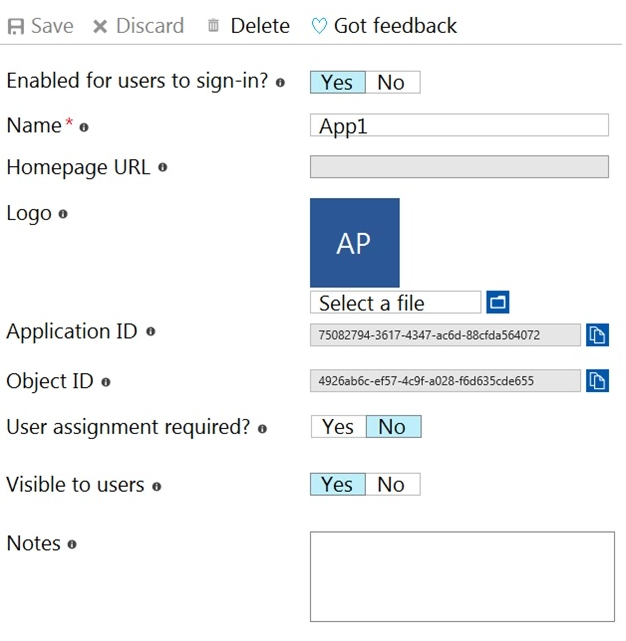 Save Discard Delete Got feedback
Enabled for users to sign-in? Yes No
Name * App1
Homepage URL
Logo
AP
Select a file
Application ID 75082794-3617-4347-ac6d-88cfda564072
Object ID 4926ab6c-ef57-4c9f-a028-f6d635cde655
User assignment required? Yes No
Visible to users Yes No
Notes